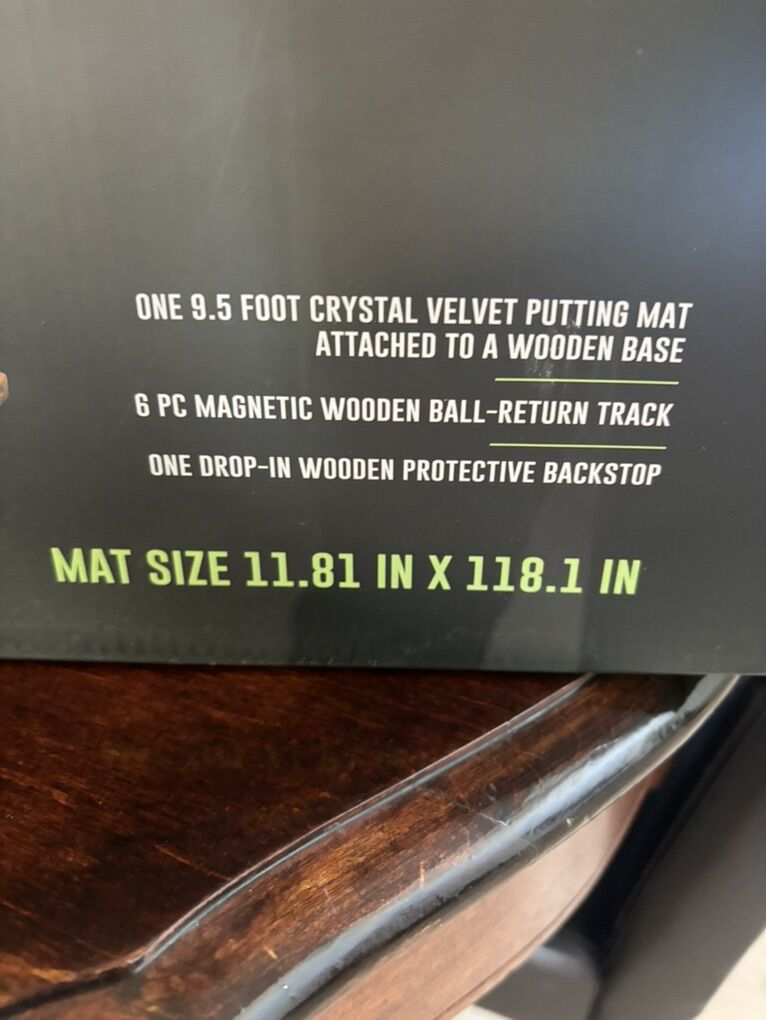 ONE 9.5 FOOT CRYSTAL VELVET PUTTING MAT
ATTACHED TO A WOODEN BASE
6 PC MAGNETIC WOODEN BALL-RETURN TRACK
ONE DROP-IN WOODEN PROTECTIVE BACKSTOP
MAT SIZE 11.81 IN X 118.1 IN